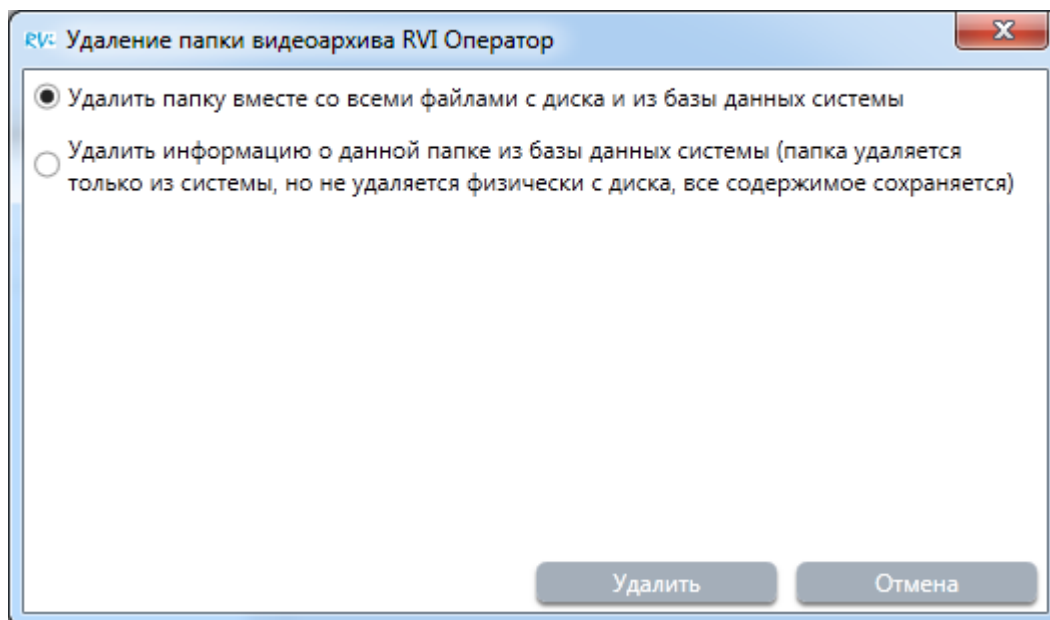 RVi Удаление папки видеоархива RVI Оператор
Удалить папку вместе со всеми файлами с диска и из базы данных системы
Удалить информацию о данной папке из базы данных системы (папка удаляется
только из системы, но не удаляется физически с диска, все содержимое сохраняется)
Удалить Отмена